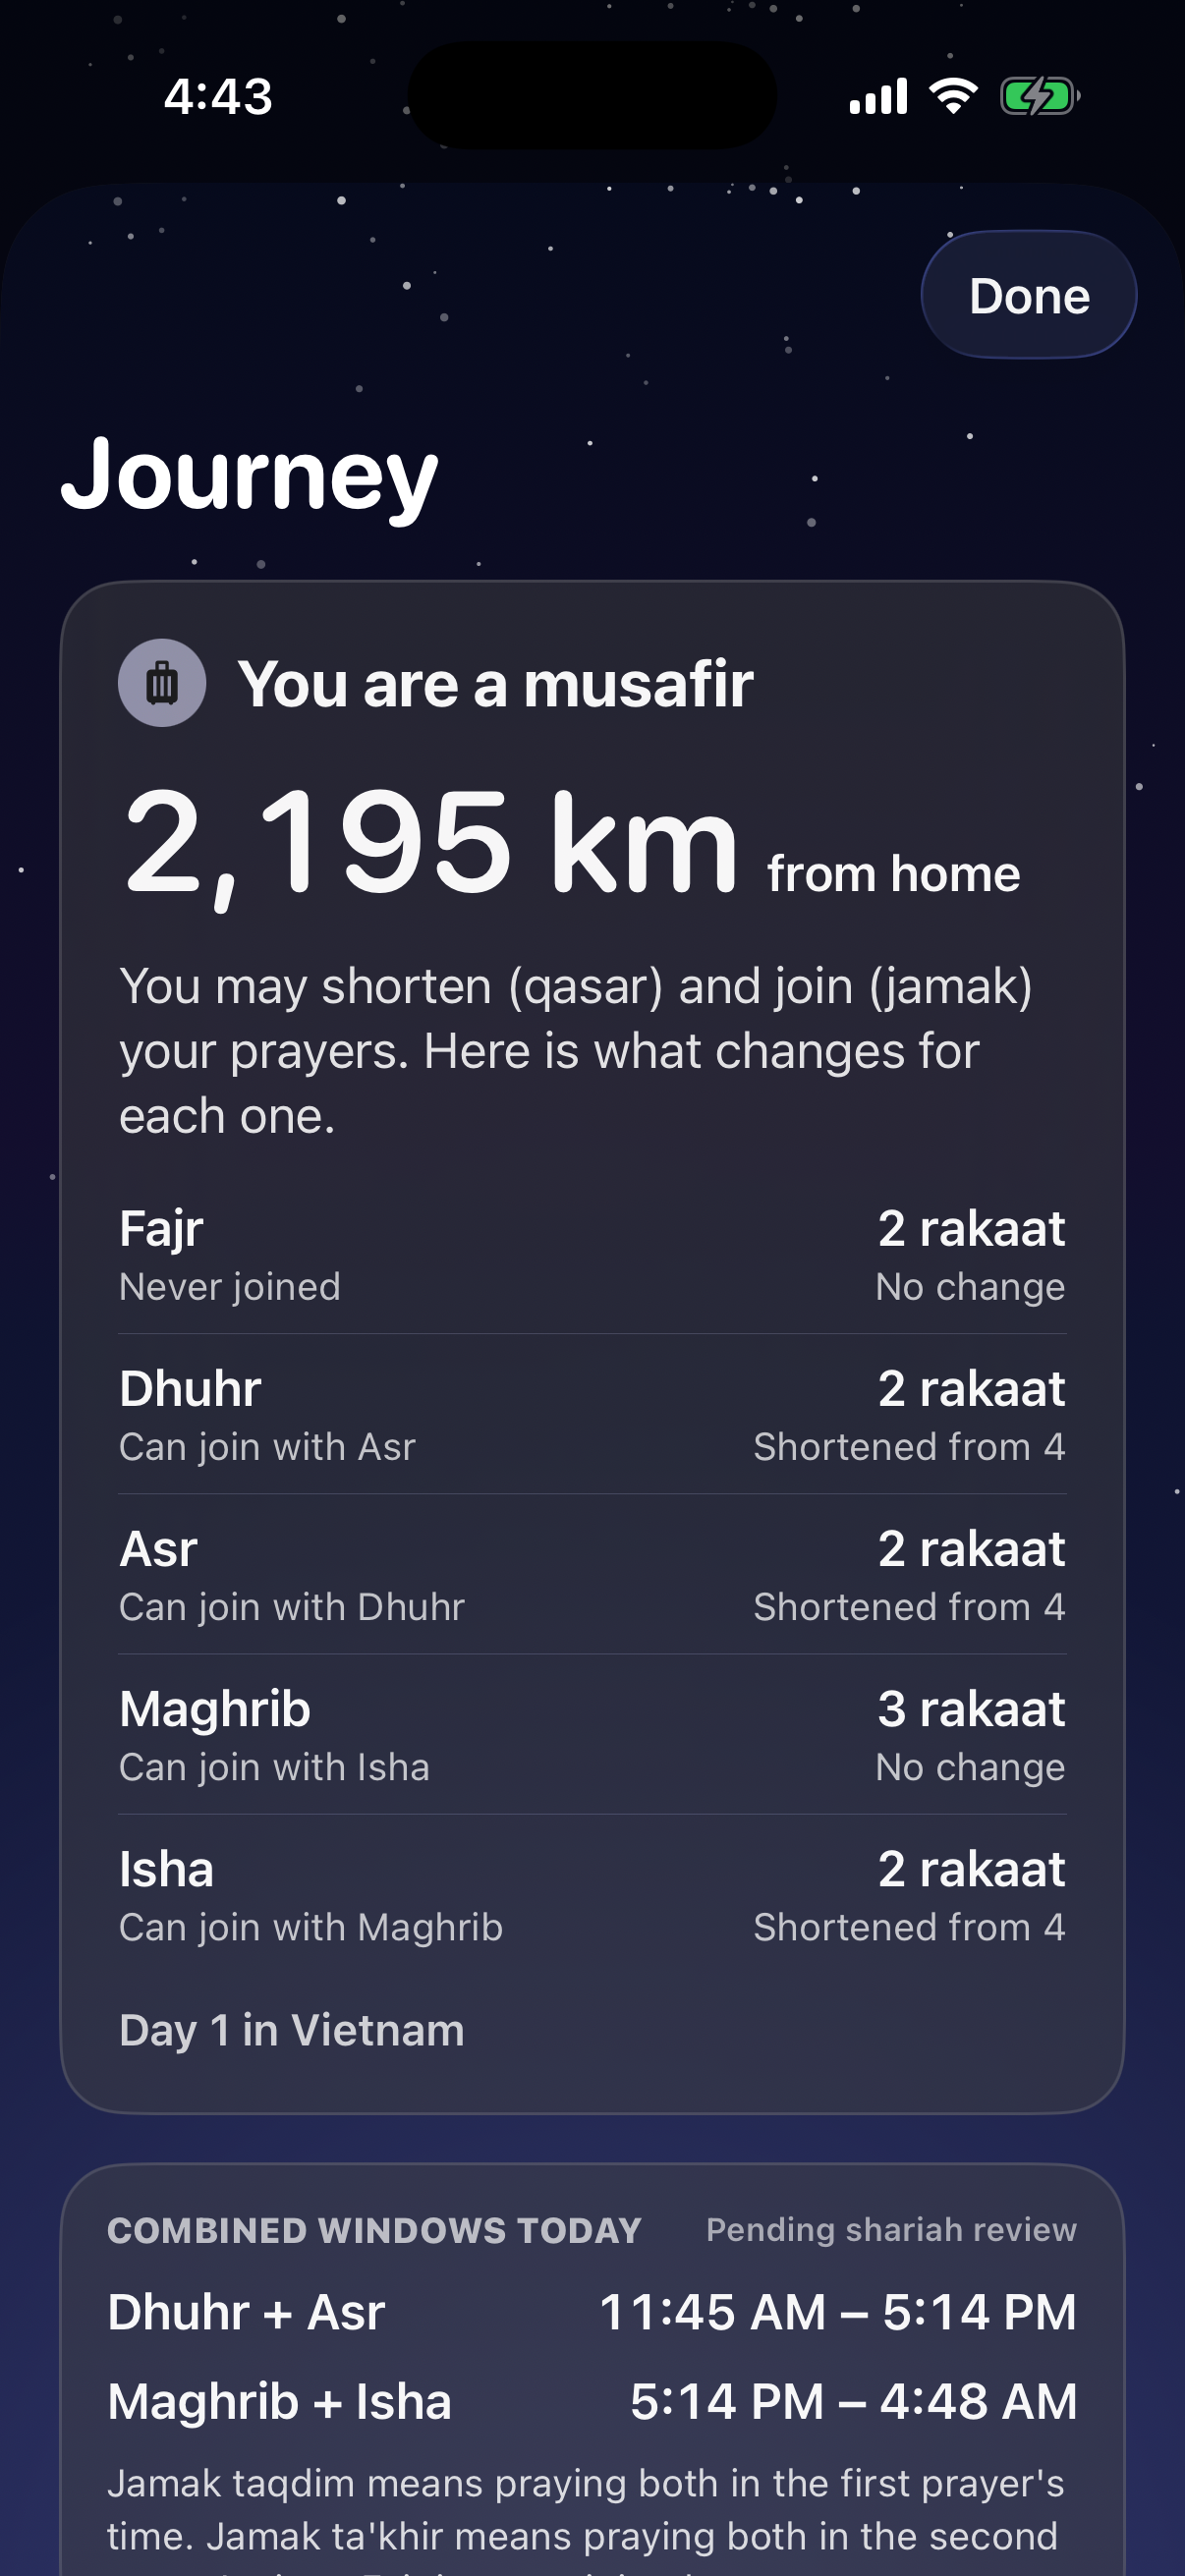 4:43
Done
Journey
You are a musafir
2,195 km from home
You may shorten (qasar) and join (jamak)
your prayers. Here is what changes for
each one.
Fajr 2 rakaat
Never joined No change
Dhuhr 2 rakaat
Can join with Asr Shortened from 4
Asr 2 rakaat
Can join with Dhuhr Shortened from 4
Maghrib 3 rakaat
Can join with Isha No change
Isha 2 rakaat
Can join with Maghrib Shortened from 4
Day 1 in Vietnam
COMBINED WINDOWS TODAY Pending shariah review
Dhuhr + Asr 11:45 AM – 5:14 PM
Maghrib + Isha 5:14 PM – 4:48 AM
Jamak taqdim means praying both in the first prayer's
time. Jamak ta'khir means praying both in the second